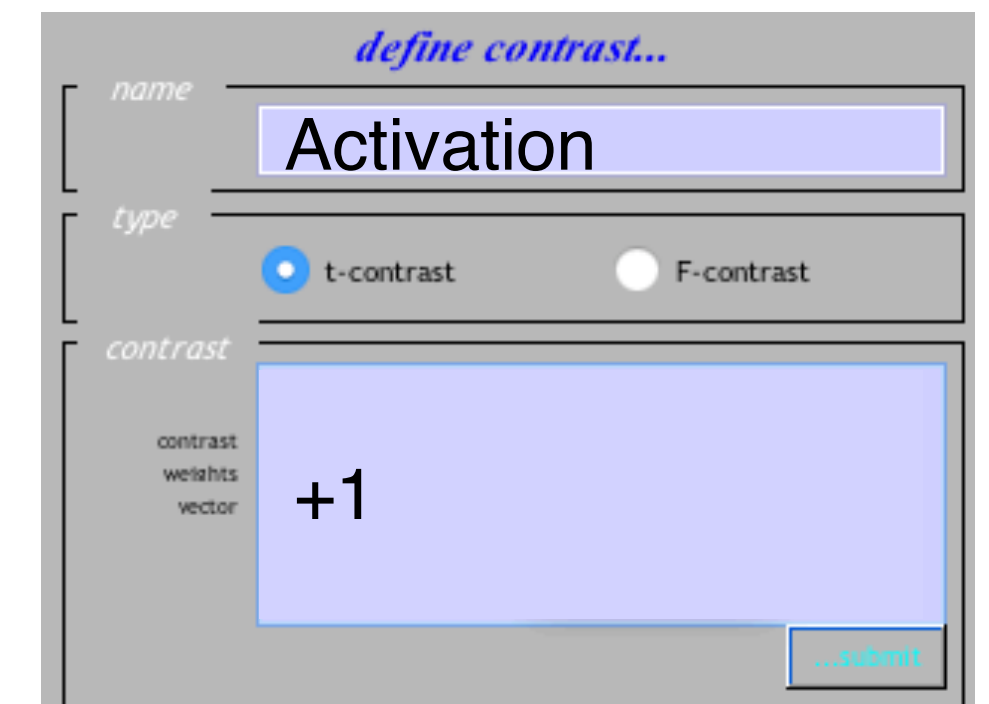 define contrast...
name
Activation
type
t-contrast
F-contrast
contrast
contrast
weights
vector
+1
...submit